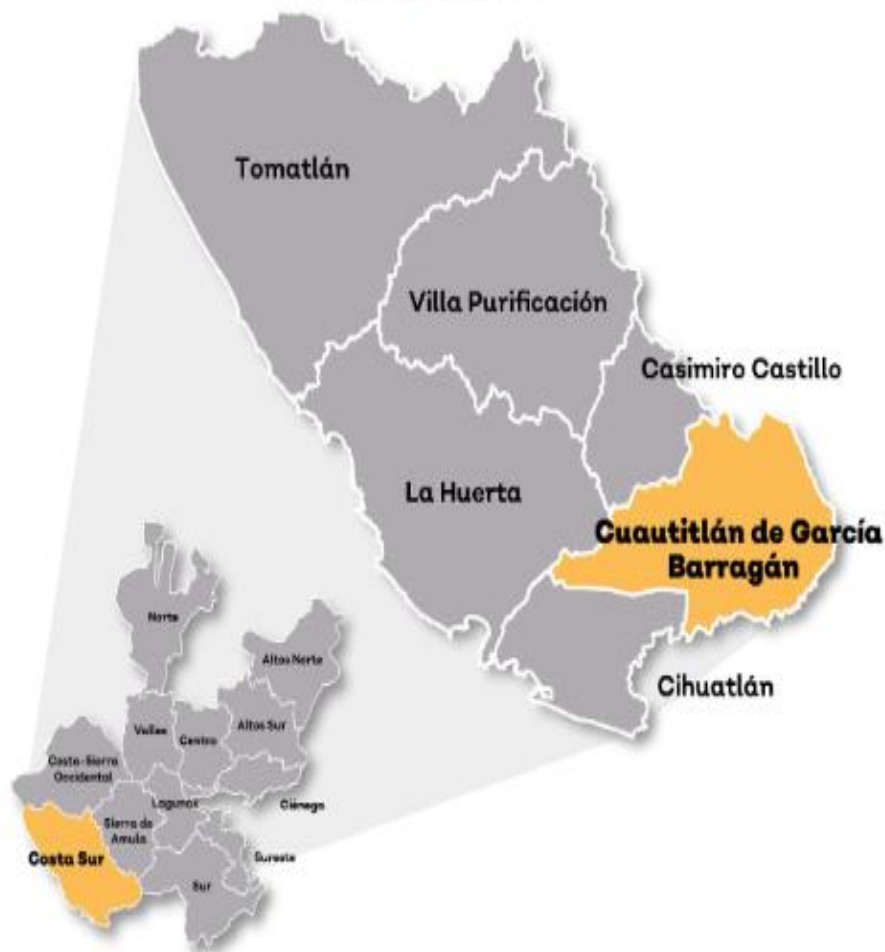 Tomatlán
Villa Purificación
Casimiro Castillo
La Huerta
Cuautitlán de García
Barragán
Cihuatlán
Norte
Altos Norte
Valles
Centro
Altos Sur
Costa-Sierra
Occidental
Lagunas
Ciénega
Sierra de
Amula
Costa Sur
Sureste
Sur